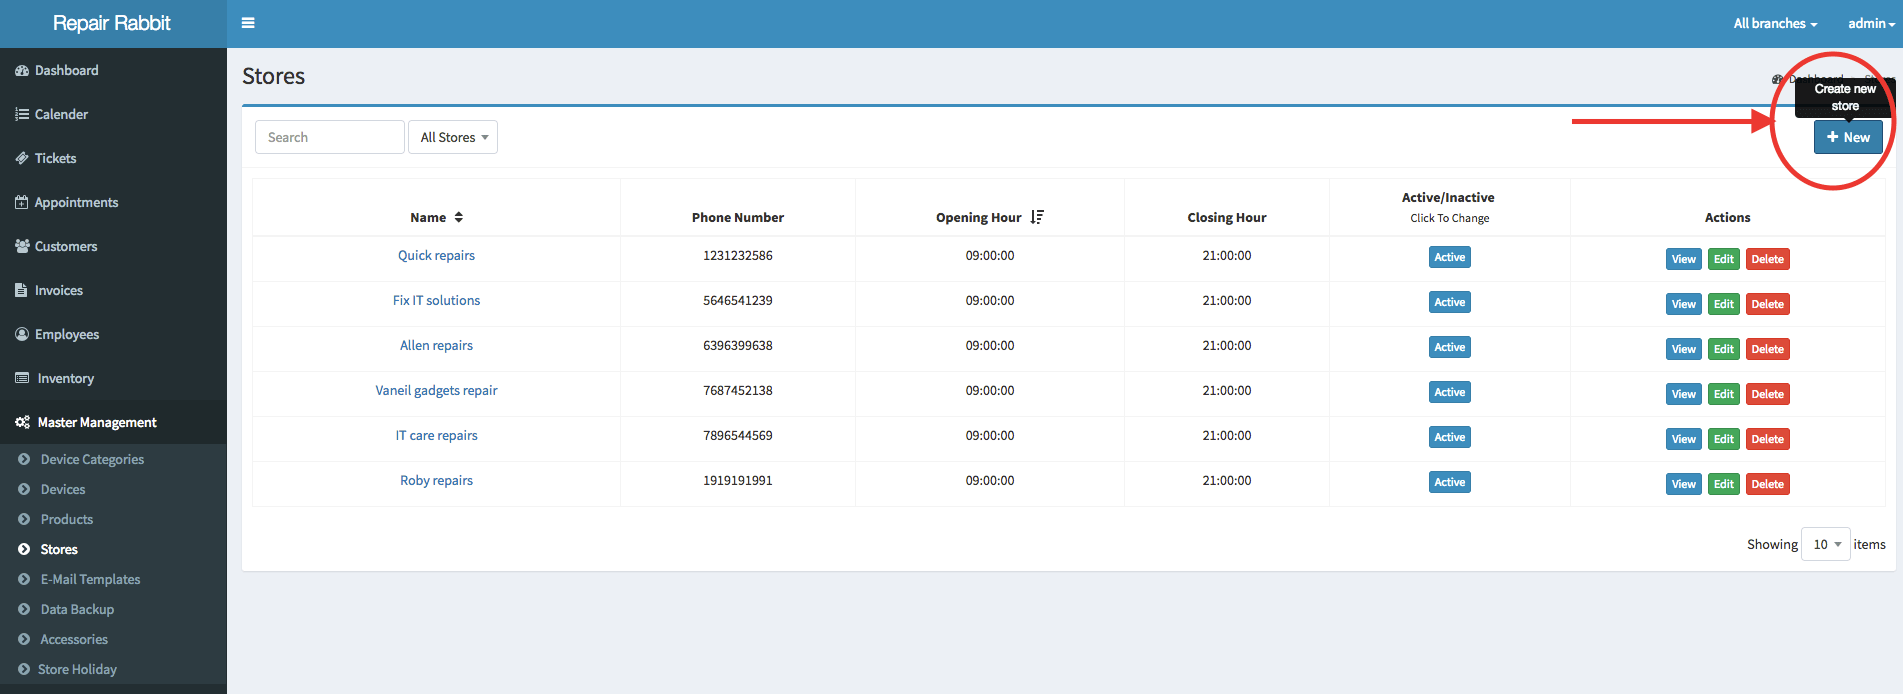 Repair Rabbit
All branches
admin
Dashboard
Calender
Tickets
Appointments
Customers
Invoices
Employees
Inventory
Master Management
Device Categories
Devices
Products
Stores
E-Mail Templates
Data Backup
Accessories
Store Holiday
Stores
Dashboard
Stores
Create new
store
Search
All Stores
New
Name Phone Number Opening Hour Closing Hour Active/Inactive Click To Change Actions
Quick repairs 1231232586 09:00:00 21:00:00 Active View Edit Delete
Fix IT solutions 5646541239 09:00:00 21:00:00 Active View Edit Delete
Allen repairs 6396399638 09:00:00 21:00:00 Active View Edit Delete
Vaneil gadgets repair 7687452138 09:00:00 21:00:00 Active View Edit Delete
IT care repairs 7896544569 09:00:00 21:00:00 Active View Edit Delete
Roby repairs 1919191991 09:00:00 21:00:00 Active View Edit Delete
Showing 10 items